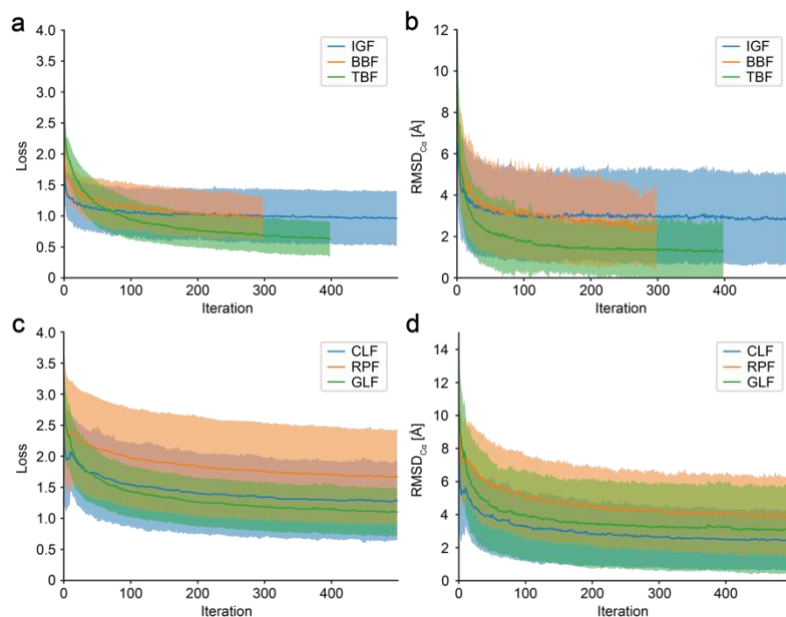 a
4.0
3.5
3.0
2.5
2.0
1.5
1.0
0.5
0
Loss
IGF
BBF
TBF
0 100 200 300 400
Iteration
b
12
10
8
6
4
2
0
RMSD_Cα [Å]
IGF
BBF
TBF
0 100 200 300 400
Iteration
c
4.0
3.5
3.0
2.5
2.0
1.5
1.0
0.5
0
Loss
CLF
RPF
GLF
0 100 200 300 400
Iteration
d
14
12
10
8
6
4
2
0
RMSD_Cα [Å]
CLF
RPF
GLF
0 100 200 300 400
Iteration